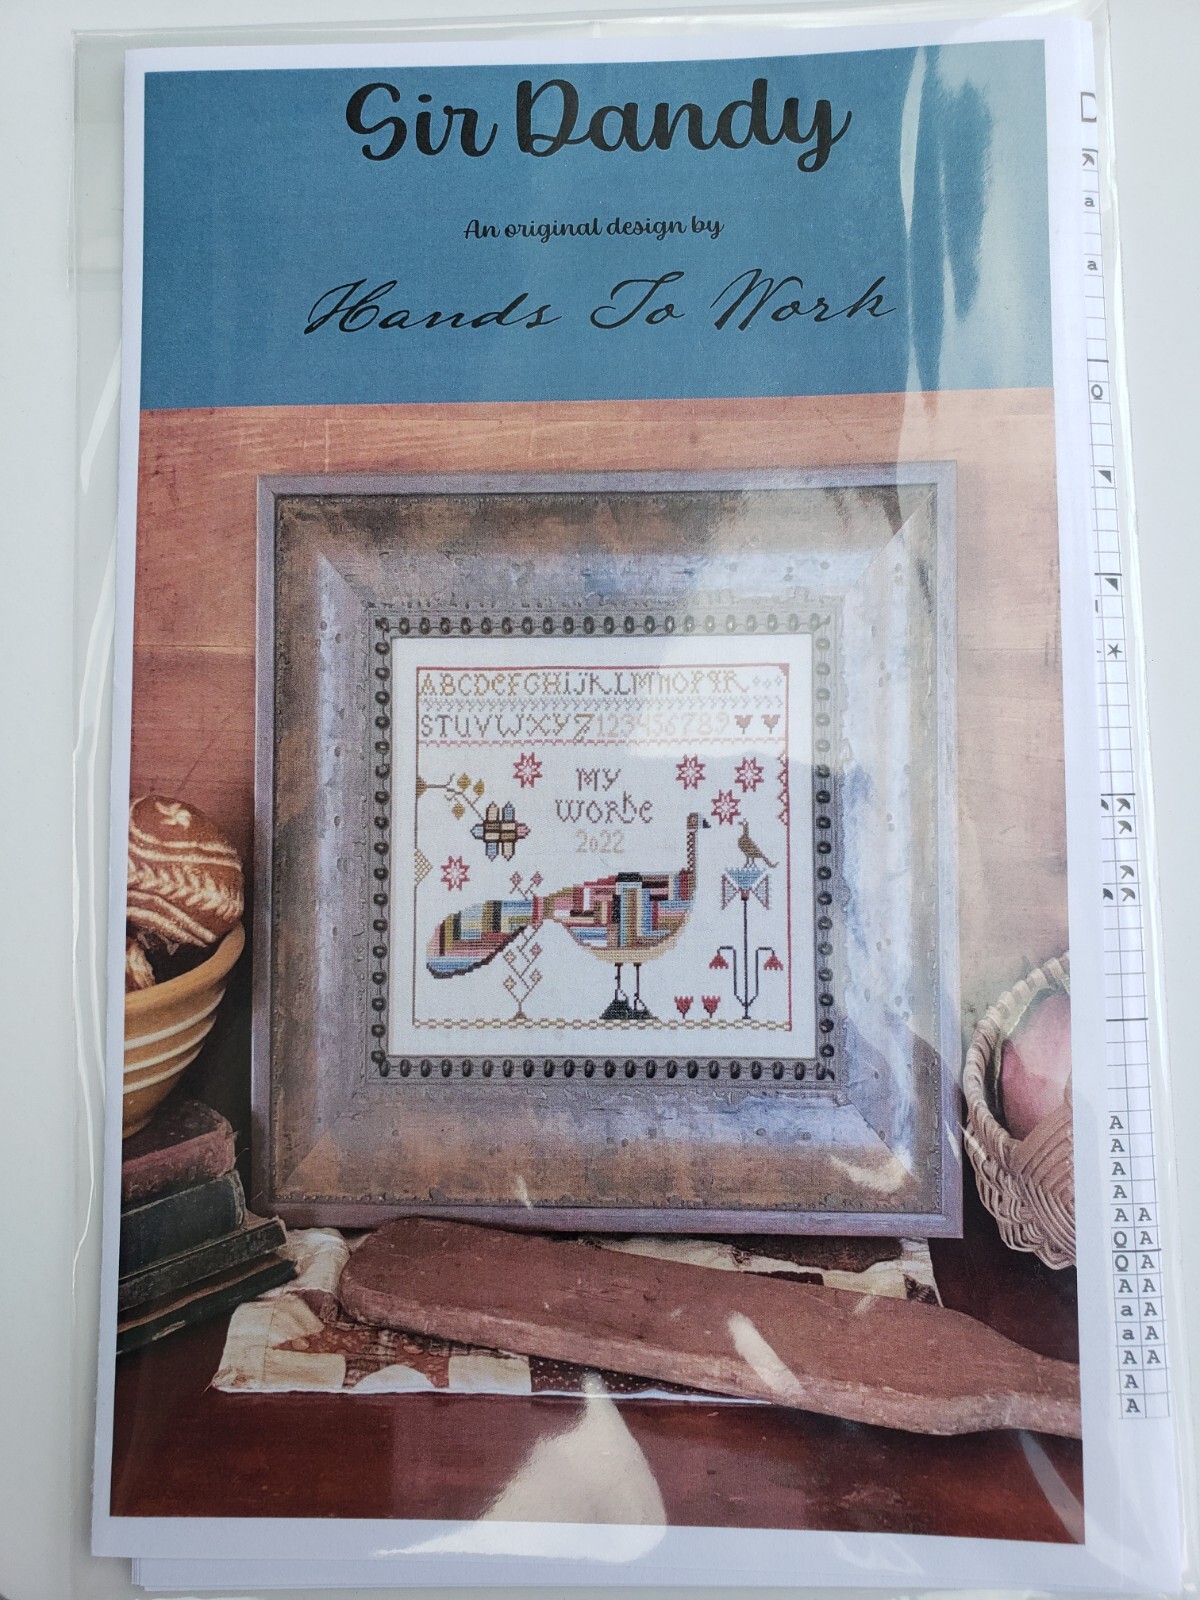 Sir Dandy
An original design by
Hands To Work
ABCDEFGHIJKLMNOPQR
STUVWXYZ123456789
MY
WORKE
2022
D
a
a
Q
A
A
A
A
A A
Q A
Q A
A A
a A
a A
A A
A
A